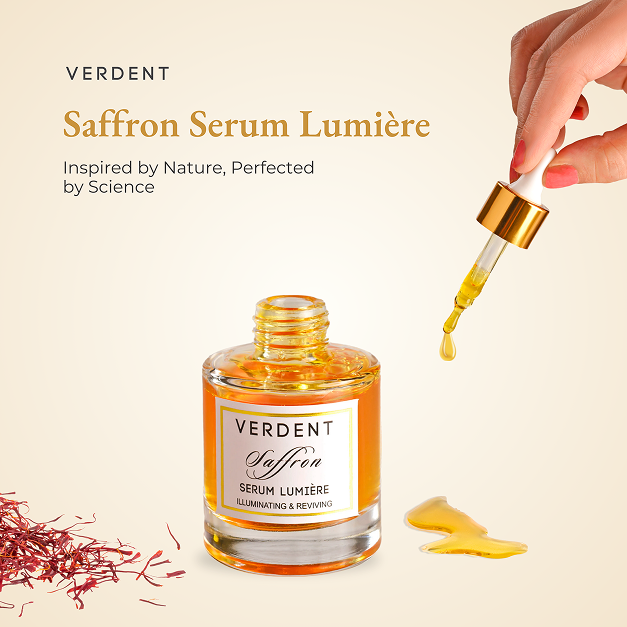 VERDENT
Saffron Serum Lumière
Inspired by Nature, Perfected
by Science
VERDENT
Saffron
SERUM LUMIÈRE
ILLUMINATING & REVIVING